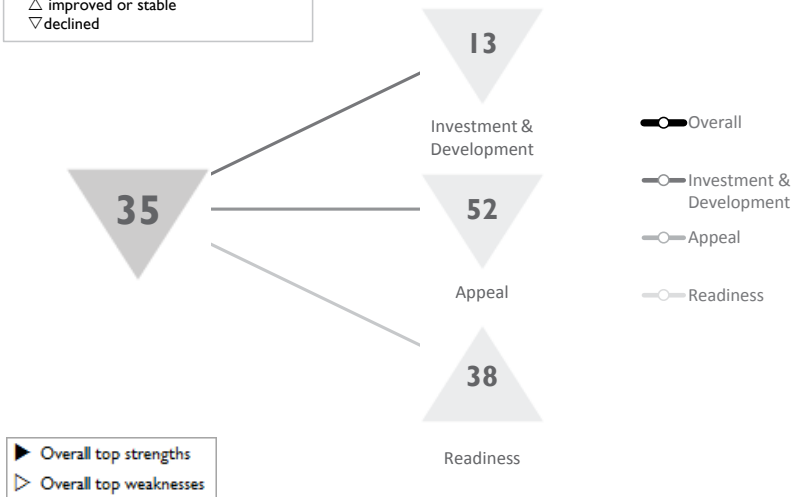 △ improved or stable
▽ declined
13
Investment &
Development
35
52
Appeal
38
Readiness
Overall
Investment &
Development
Appeal
Readiness
▶ Overall top strengths
▷ Overall top weaknesses